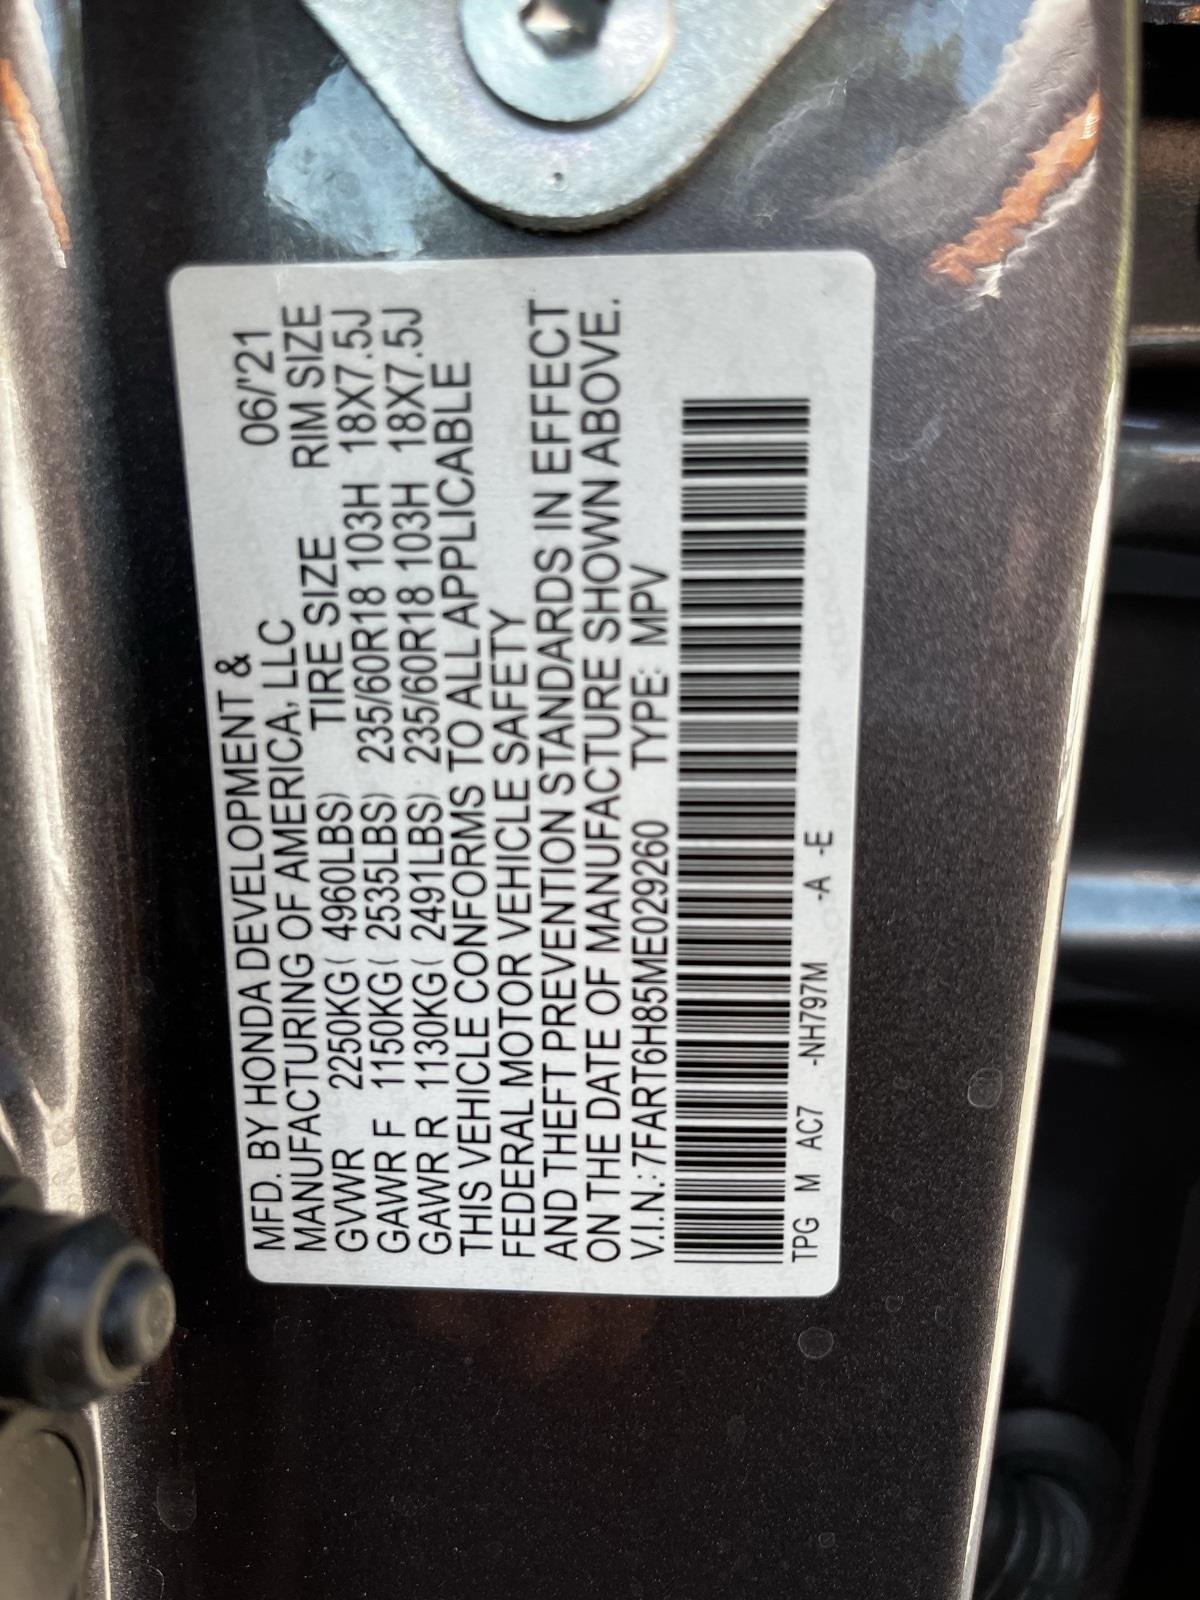 MFD. BY HONDA DEVELOPMENT & 06/'21
MANUFACTURING OF AMERICA, LLC
TIRE SIZE RIM SIZE
GVWR 2250KG( 4960LBS)
GAWR F 1150KG( 2535LBS) 235/60R18 103H 18X7.5J
GAWR R 1130KG( 2491LBS) 235/60R18 103H 18X7.5J
THIS VEHICLE CONFORMS TO ALL APPLICABLE
FEDERAL MOTOR VEHICLE SAFETY
AND THEFT PREVENTION STANDARDS IN EFFECT
ON THE DATE OF MANUFACTURE SHOWN ABOVE.
V.I.N.: 7FART6H85ME029260 TYPE: MPV
TPG M AC7 -NH797M -A -E